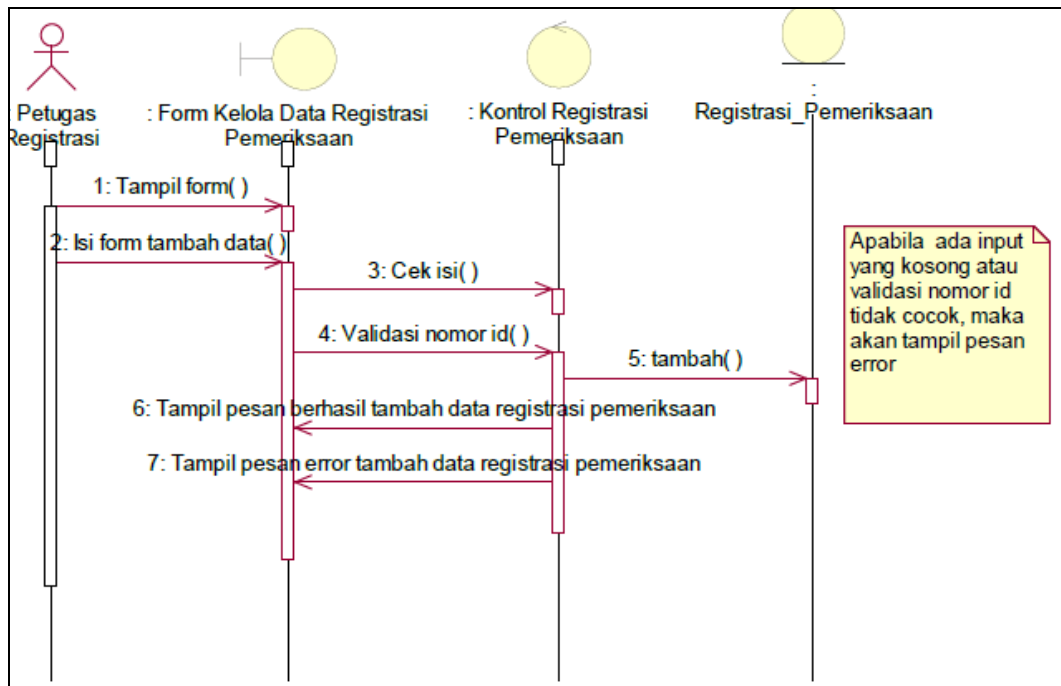 : Petugas
Registrasi
: Form Kelola Data Registrasi
Pemeriksaan
: Kontrol Registrasi
Pemeriksaan
:
Registrasi_Pemeriksaan
1: Tampil form( )
2: Isi form tambah data( )
3: Cek isi( )
4: Validasi nomor id( )
5: tambah( )
6: Tampil pesan berhasil tambah data registrasi pemeriksaan
7: Tampil pesan error tambah data registrasi pemeriksaan
Apabila ada input
yang kosong atau
validasi nomor id
tidak cocok, maka
akan tampil pesan
error